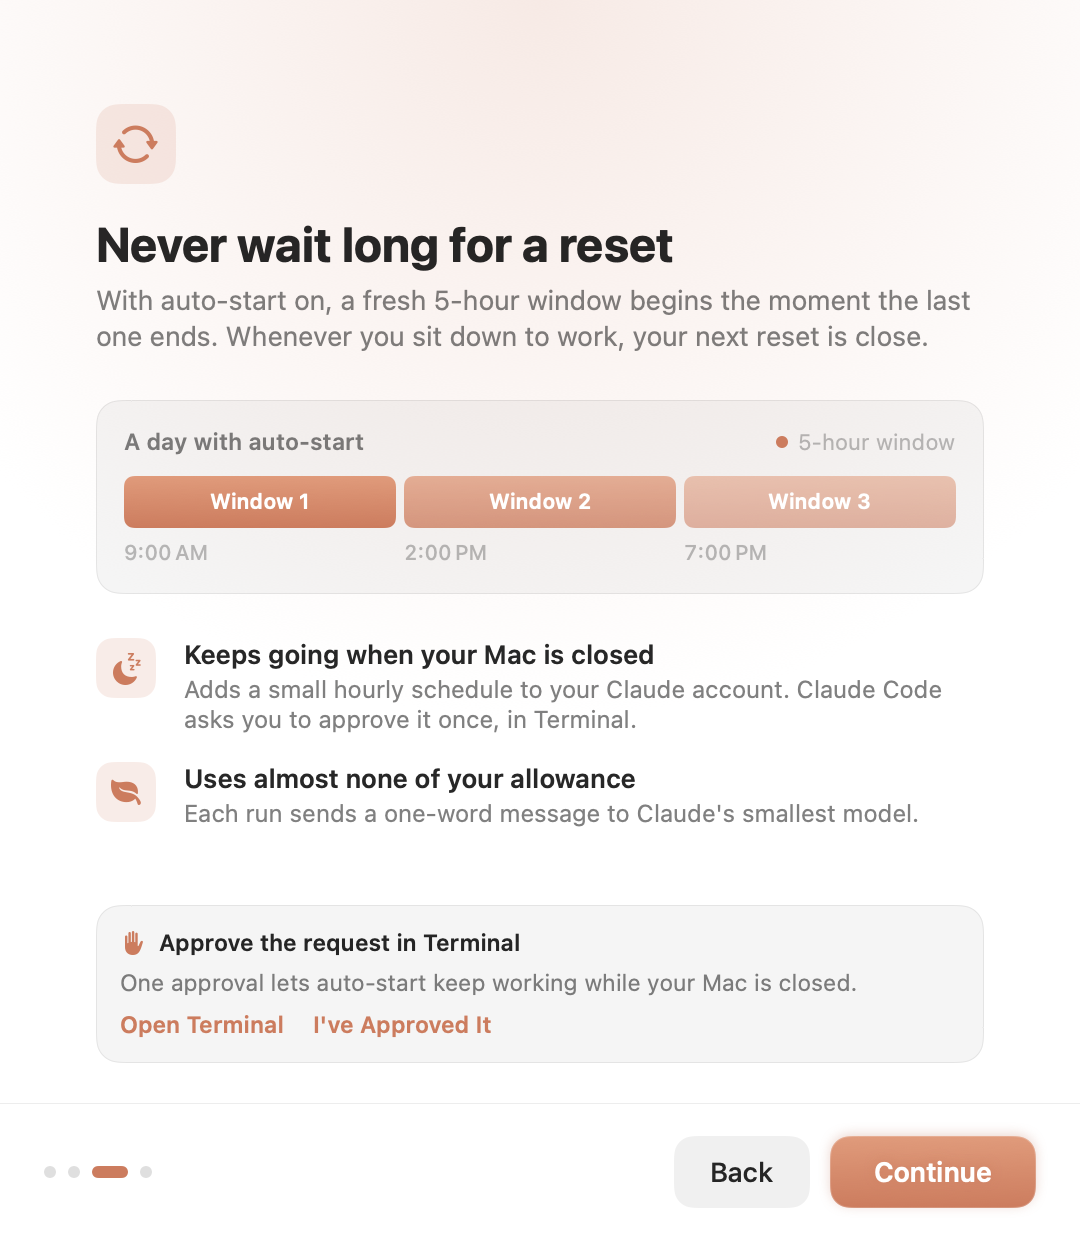 Never wait long for a reset
With auto-start on, a fresh 5-hour window begins the moment the last
one ends. Whenever you sit down to work, your next reset is close.
A day with auto-start
5-hour window
Window 1
Window 2
Window 3
9:00 AM
2:00 PM
7:00 PM
Keeps going when your Mac is closed
Adds a small hourly schedule to your Claude account. Claude Code
asks you to approve it once, in Terminal.
Uses almost none of your allowance
Each run sends a one-word message to Claude's smallest model.
Approve the request in Terminal
One approval lets auto-start keep working while your Mac is closed.
Open Terminal
I've Approved It
Back
Continue